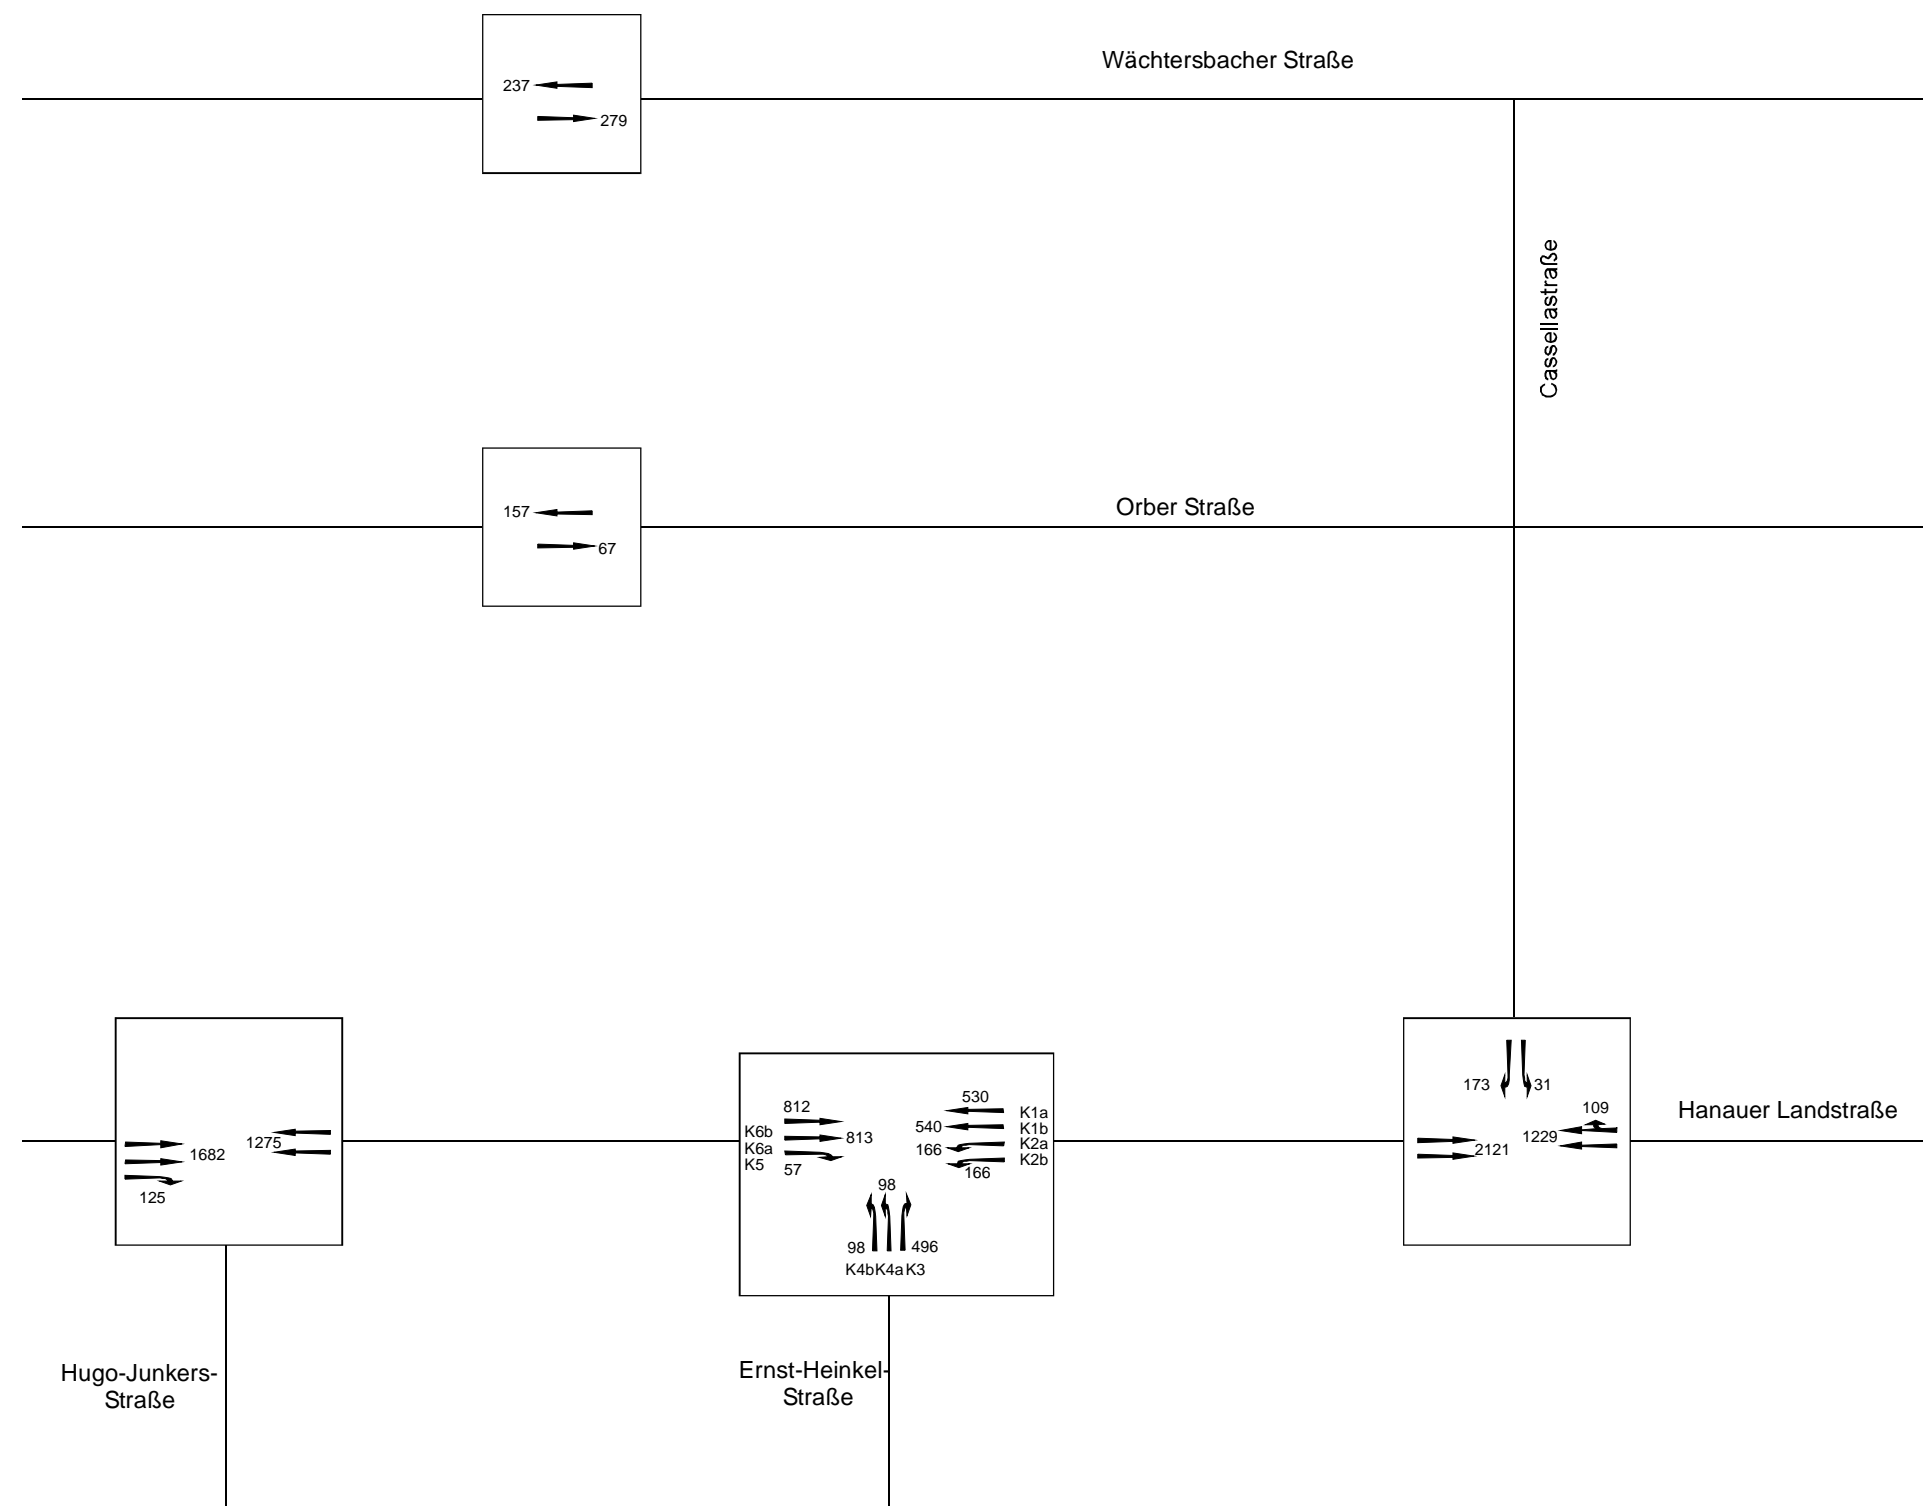 Wächtersbacher Straße
237
279
Cassellastraße
Orber Straße
157
67
1275
1682
125
812
K6b
K6a
K5
813
57
530
540
166
166
K1a
K1b
K2a
K2b
98
98
496
K4b K4a K3
173
31
109
1229
2121
Hanauer Landstraße
Hugo-Junkers-
Straße
Ernst-Heinkel-
Straße